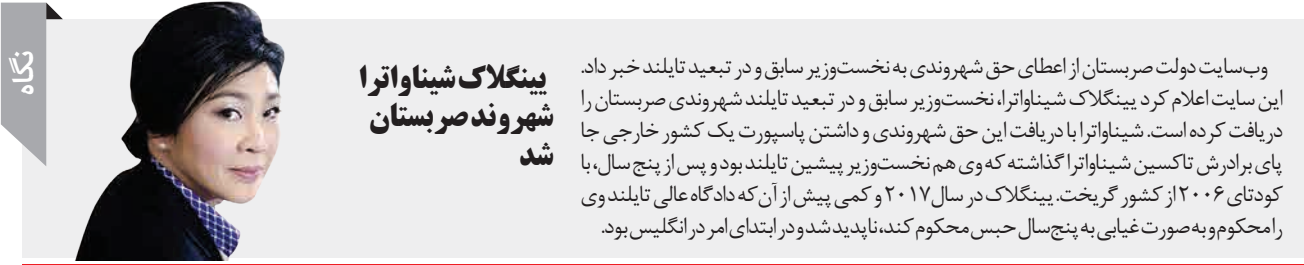 نگاه
یینگلاک شیناواترا
شهروند صربستان
شد
وب‌سایت دولت صربستان از اعطای حق شهروندی به نخست‌وزیر سابق و در تبعید تایلند خبر داد.
این سایت اعلام کرد یینگلاک شیناواترا، نخست‌وزیر سابق و در تبعید تایلند شهروندی صربستان را
دریافت کرده است. شیناواترا با دریافت این حق شهروندی و داشتن پاسپورت یک کشور خارجی جا
پای برادرش تاکسین شیناواترا گذاشته که وی هم نخست‌وزیر پیشین تایلند بود و پس از پنج سال، با
کودتای ۲۰۰۶ از کشور گریخت. یینگلاک در سال ۲۰۱۷ و کمی پیش از آن که دادگاه عالی تایلند وی
را محکوم و به صورت غیابی به پنج سال حبس محکوم کند، ناپدید شد و در ابتدای امر در انگلیس بود.